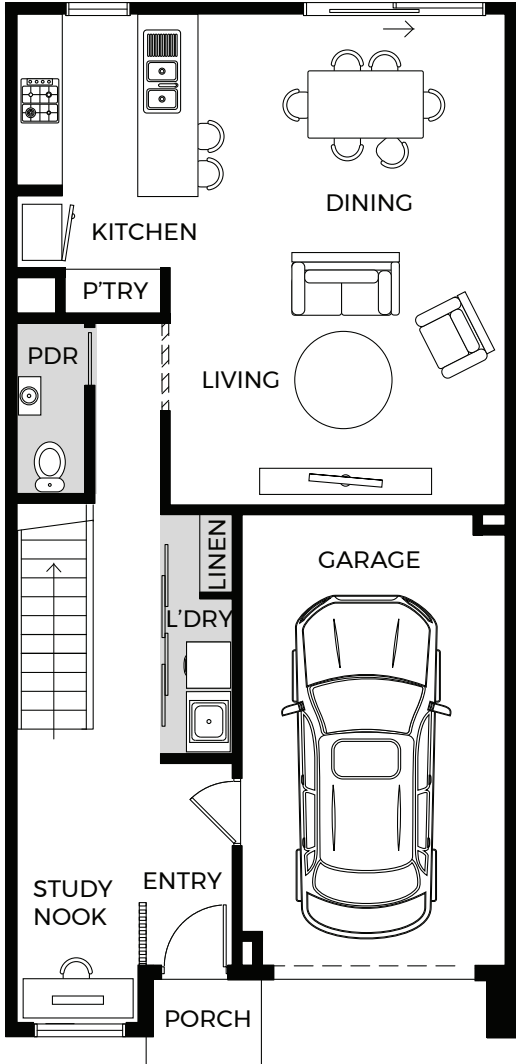 DINING
KITCHEN
P'TRY
PDR
LIVING
LINEN
GARAGE
L'DRY
STUDY
NOOK
ENTRY
PORCH